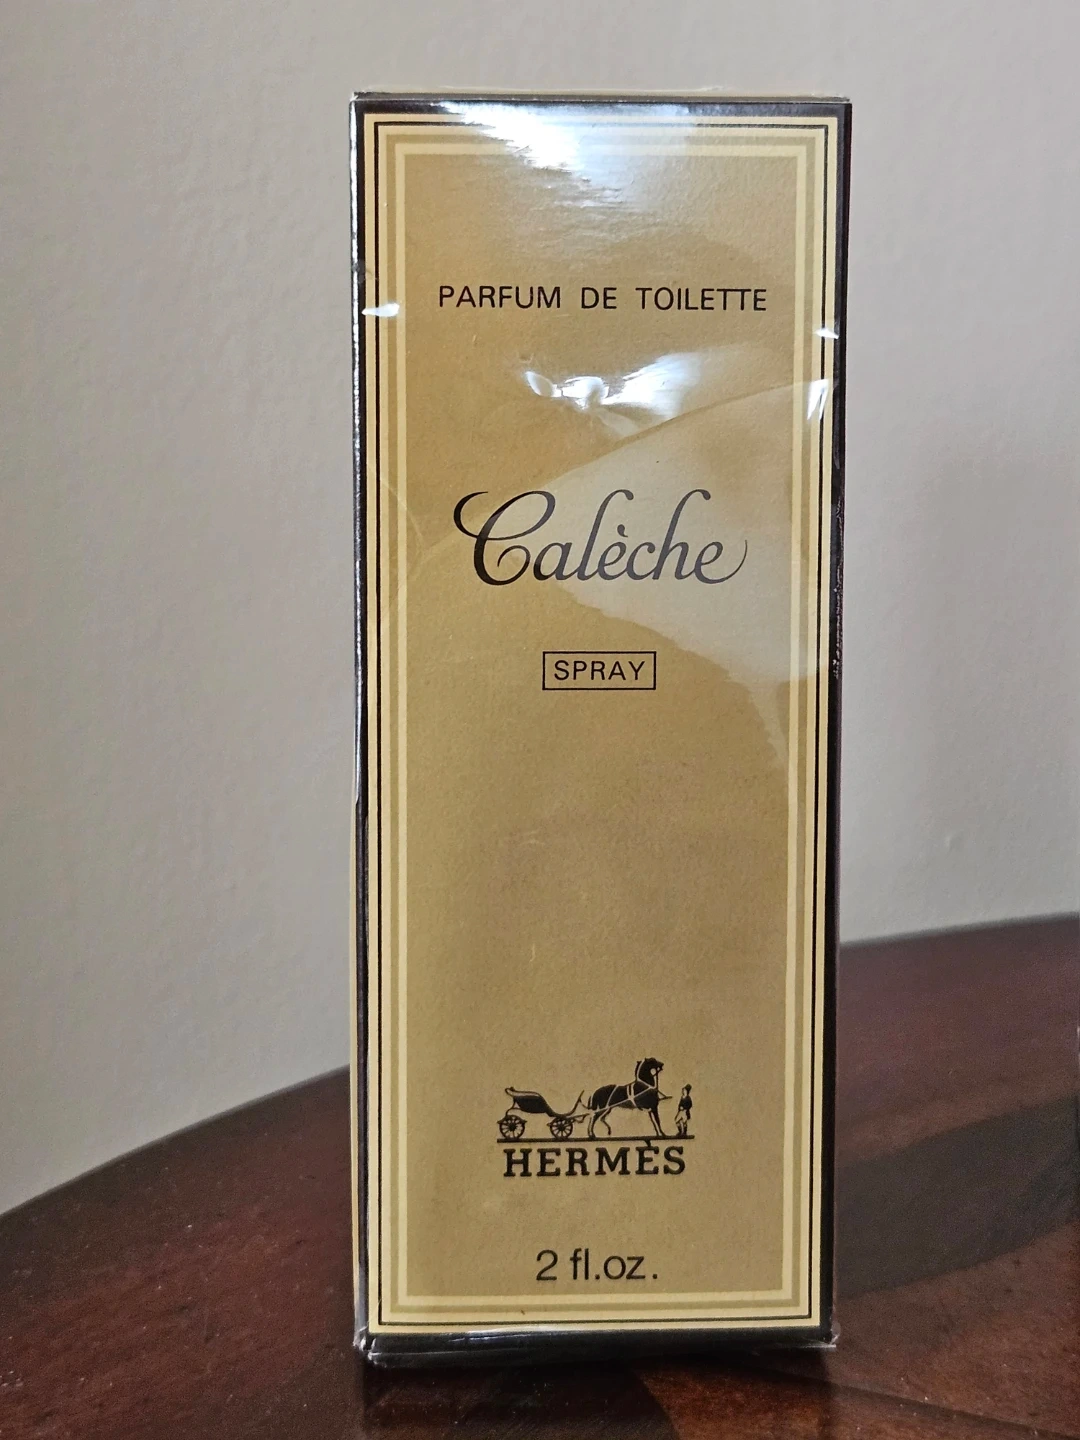 PARFUM DE TOILETTE
Calèche
SPRAY
HERMÈS
2 fl.oz.